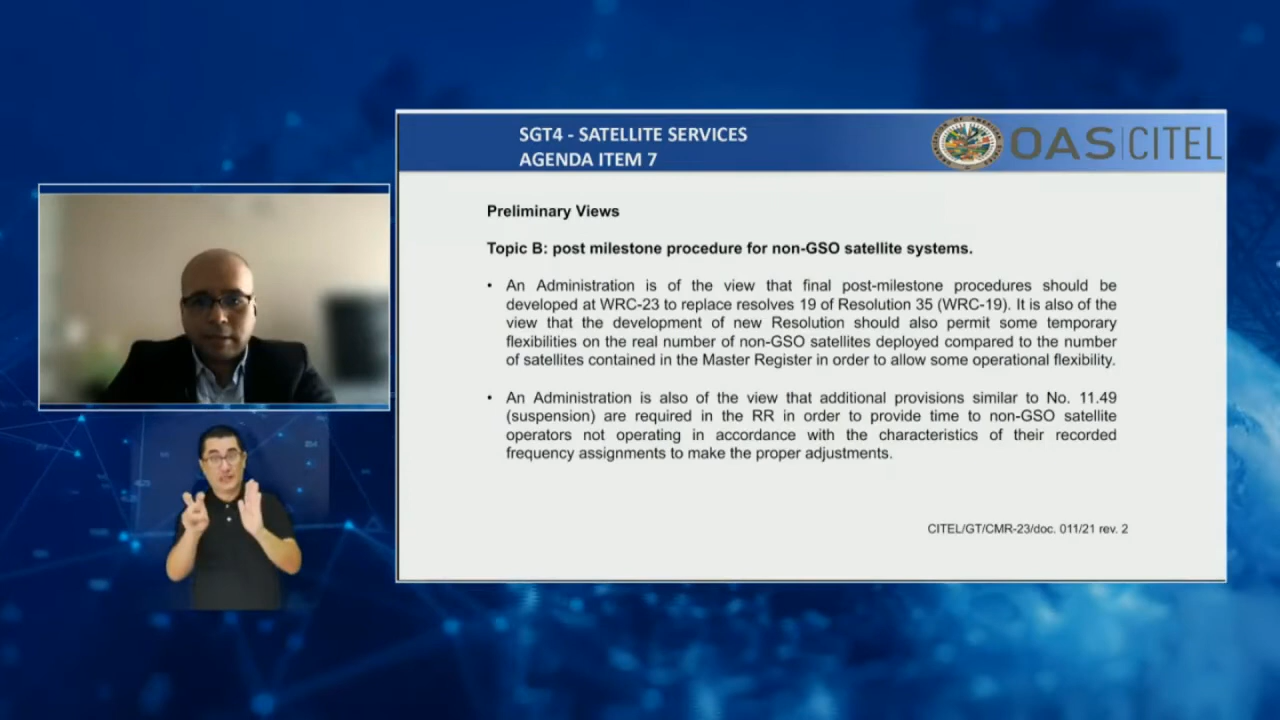 SGT4 - SATELLITE SERVICES
AGENDA ITEM 7
OAS|CITEL
Preliminary Views
Topic B: post milestone procedure for non-GSO satellite systems.
• An Administration is of the view that final post-milestone procedures should be
developed at WRC-23 to replace resolves 19 of Resolution 35 (WRC-19). It is also of the
view that the development of new Resolution should also permit some temporary
flexibilities on the real number of non-GSO satellites deployed compared to the number
of satellites contained in the Master Register in order to allow some operational flexibility.
• An Administration is also of the view that additional provisions similar to No. 11.49
(suspension) are required in the RR in order to provide time to non-GSO satellite
operators not operating in accordance with the characteristics of their recorded
frequency assignments to make the proper adjustments.
CITEL/GT/CMR-23/doc. 011/21 rev. 2